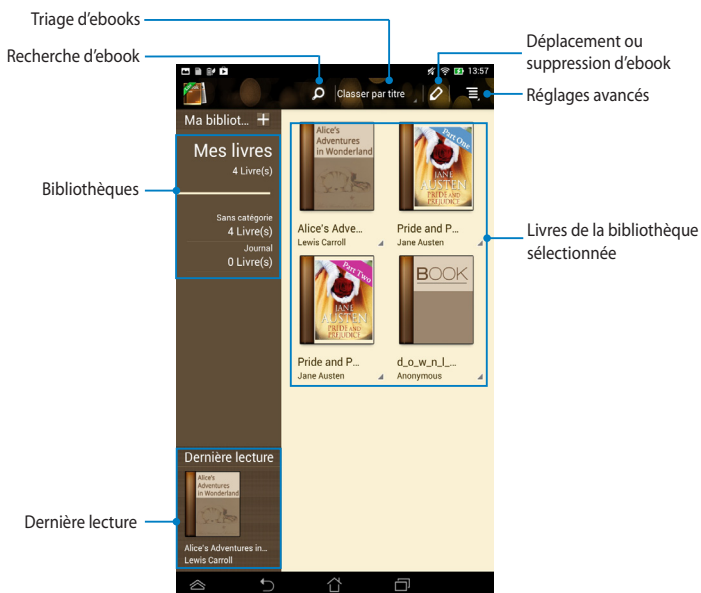 Triage d'ebooks
Recherche d'ebook
Déplacement ou
suppression d'ebook
Réglages avancés
Bibliothèques
Livres de la bibliothèque
sélectionnée
Dernière lecture
13:57
Classer par titre
Ma bibliot...
Mes livres
4 Livre(s)
Sans catégorie
4 Livre(s)
Journal
0 Livre(s)
Alice's
Adventures
in Wonderland
Alice's Adve...
Lewis Carroll
Part One
JANE
AUSTEN
PRIDE AND
PREJUDICE
Pride and P...
Jane Austen
Part Two
JANE
AUSTEN
PRIDE AND
PREJUDICE
Pride and P...
Jane Austen
BOOK
d_o_w_n_l_...
Anonymous
Dernière lecture
Alice's
Adventures
in Wonderland
Alice's Adventures in...
Lewis Carroll